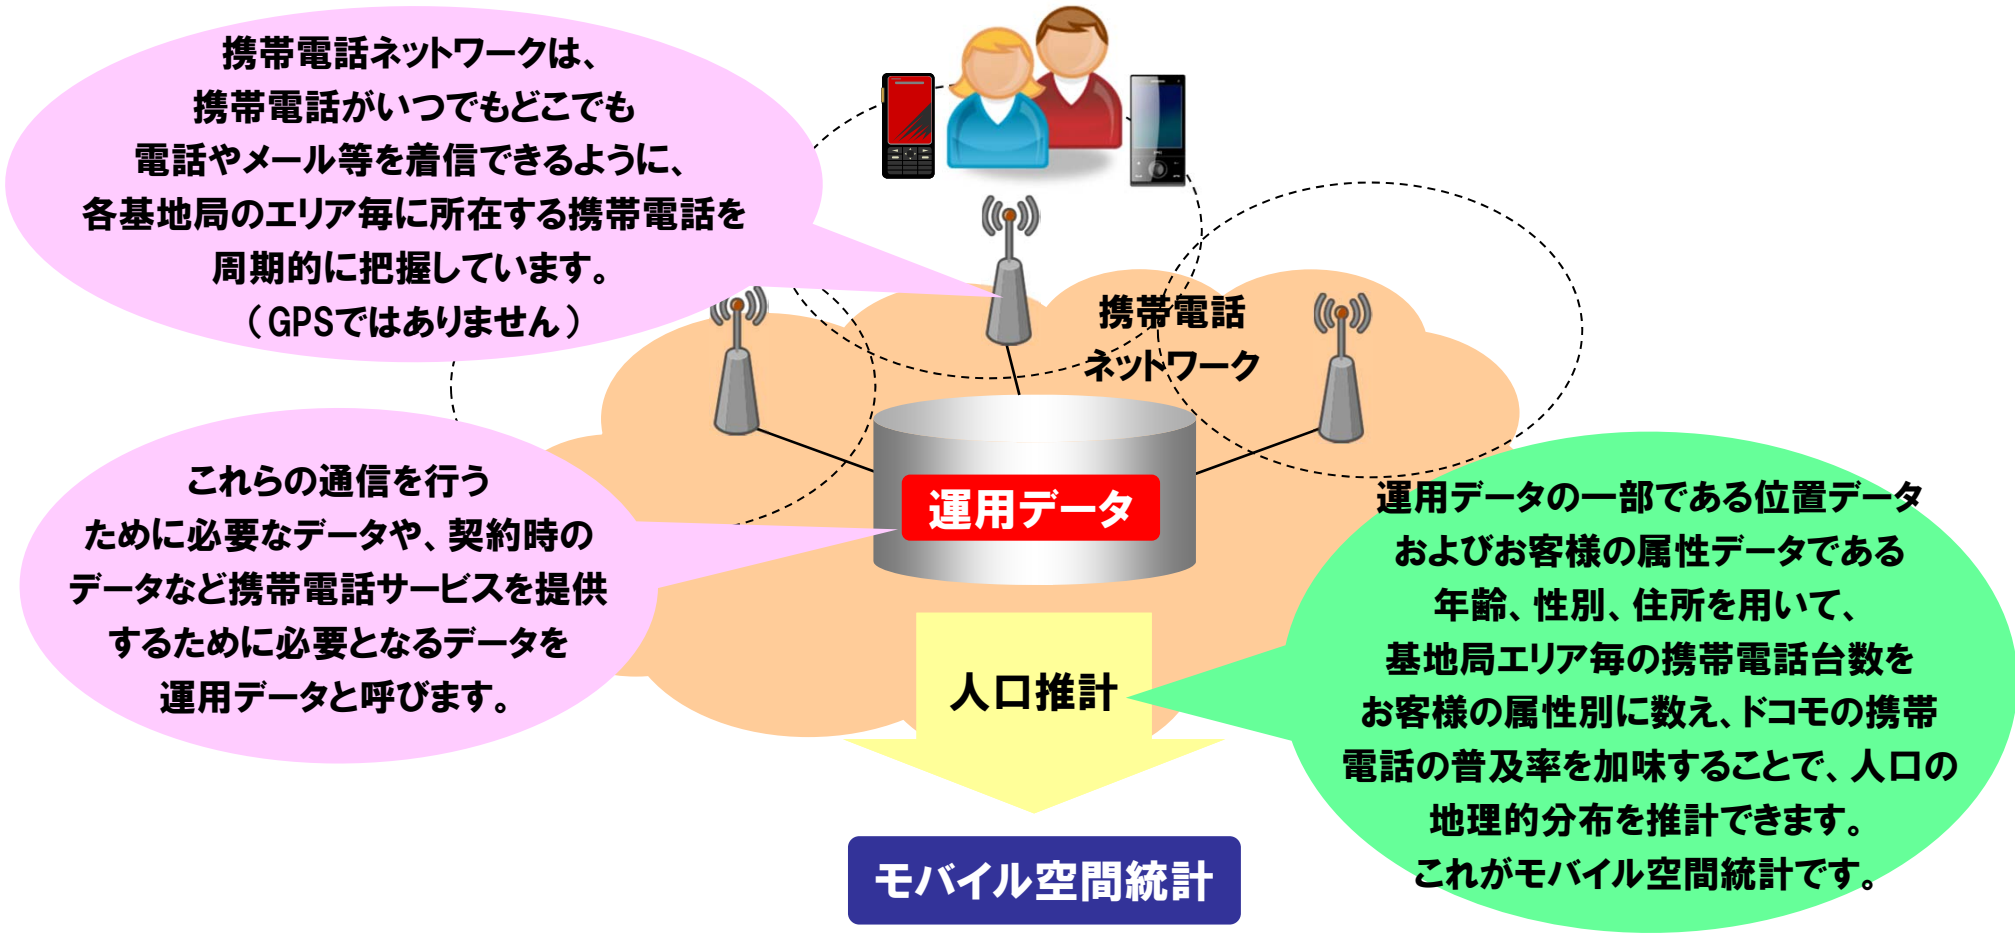 携帯電話ネットワークは、
携帯電話がいつでもどこでも
電話やメール等を着信できるように、
各基地局のエリア毎に所在する携帯電話を
周期的に把握しています。
（GPSではありません）
携帯電話
ネットワーク
これらの通信を行う
ために必要なデータや、契約時の
データなど携帯電話サービスを提供
するために必要となるデータを
運用データと呼びます。
運用データ
運用データの一部である位置データ
およびお客様の属性データである
年齢、性別、住所を用いて、
基地局エリア毎の携帯電話台数を
お客様の属性別に数え、ドコモの携帯
電話の普及率を加味することで、人口の
地理的分布を推計できます。
これがモバイル空間統計です。
人口推計
モバイル空間統計